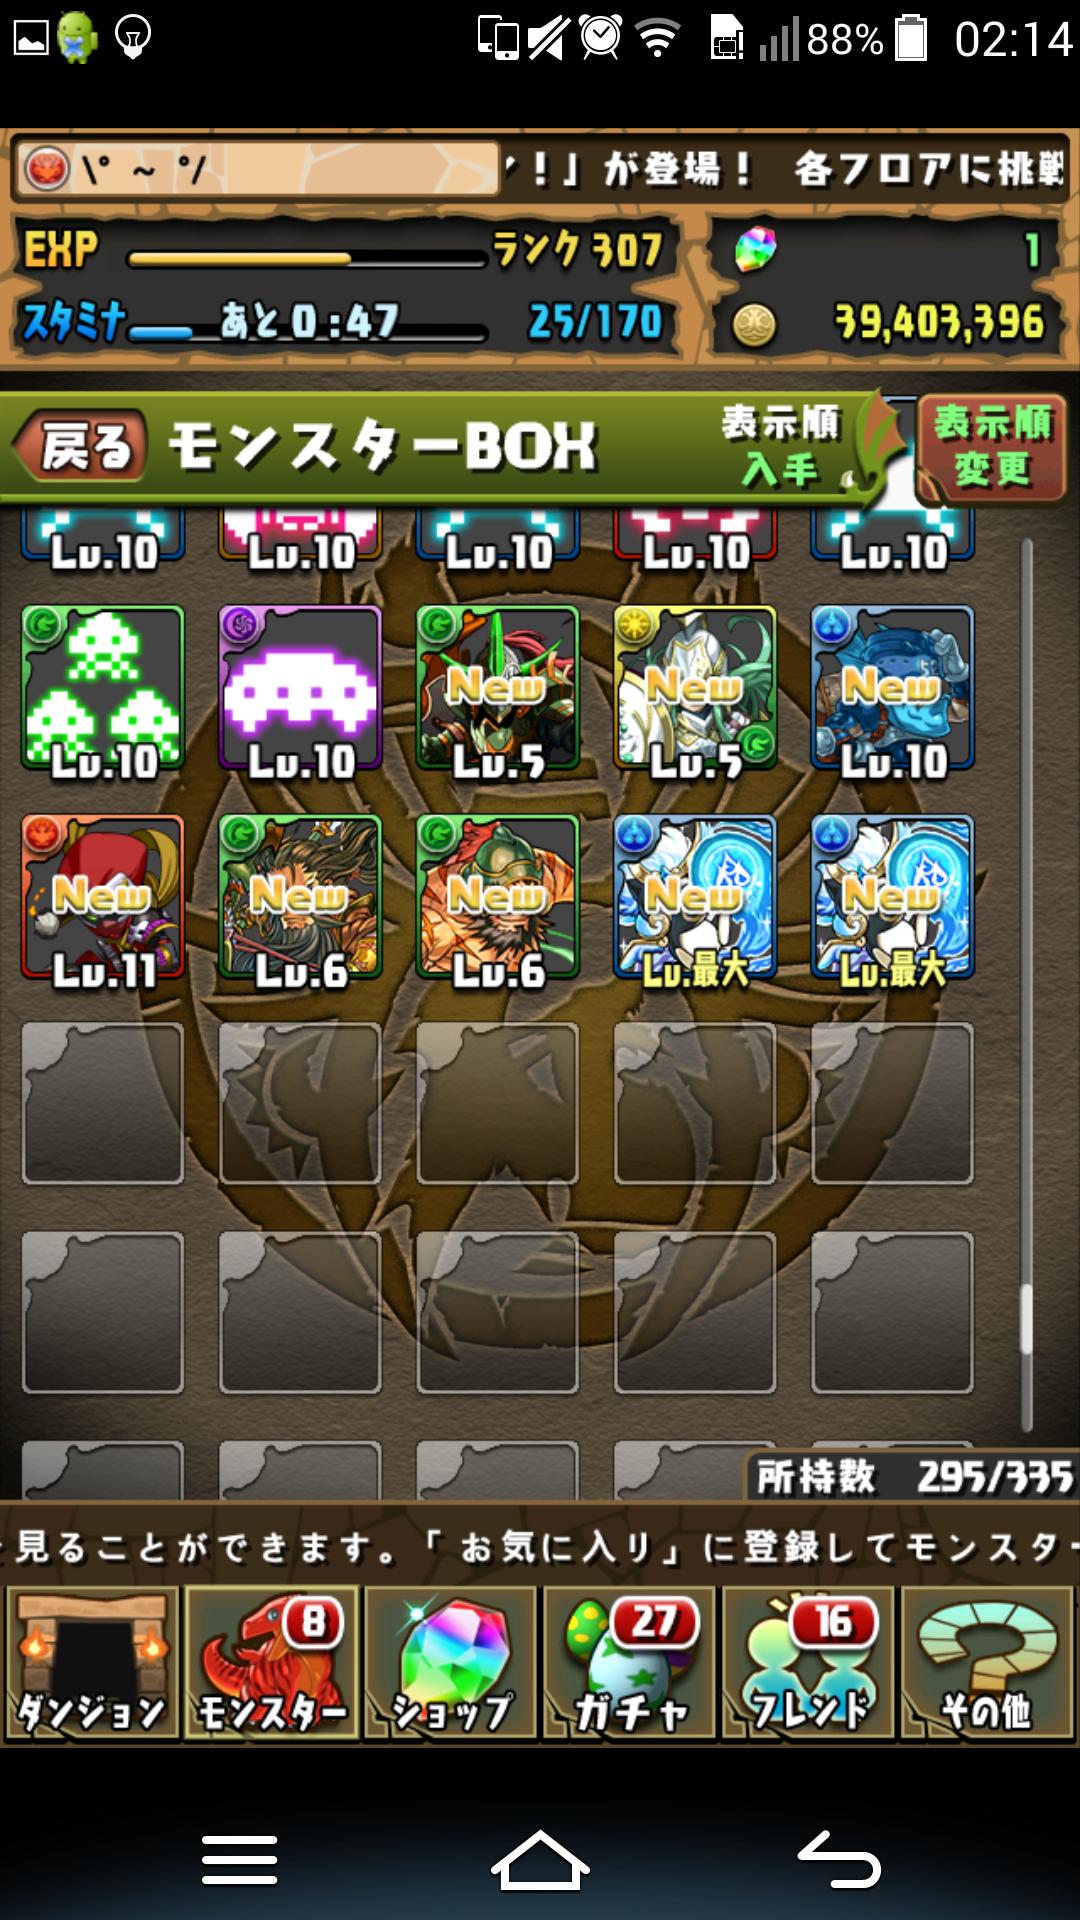 88% 02:14
\° ~ °/ ！」が登場！ 各フロアに挑戦
EXP ランク307 1
スタミナ あと0:47 25/170 39,403,396
戻る モンスターBOX 表示順 入手 表示順 変更
Lv.10 Lv.10 Lv.10 Lv.10 Lv.10
New New New
Lv.10 Lv.10 Lv.5 Lv.5 Lv.10
New New New New New
Lv.11 Lv.6 Lv.6 Lv.最大 Lv.最大
所持数 295/335
見ることができます。「お気に入り」に登録してモンスター
8 27 16
ダンジョン モンスター ショップ ガチャ フレンド その他